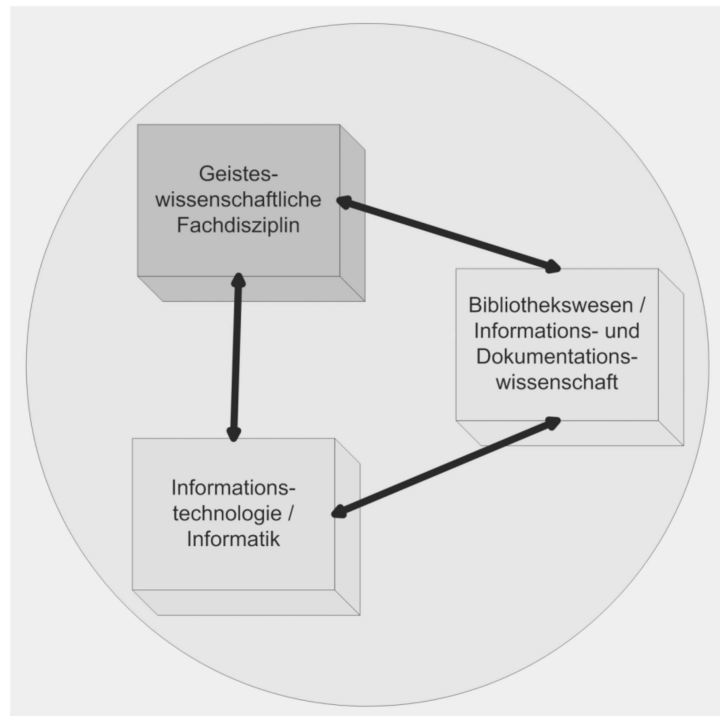 Geistes-
wissenschaftliche
Fachdisziplin
Bibliothekswesen /
Informations- und
Dokumentations-
wissenschaft
Informations-
technologie /
Informatik